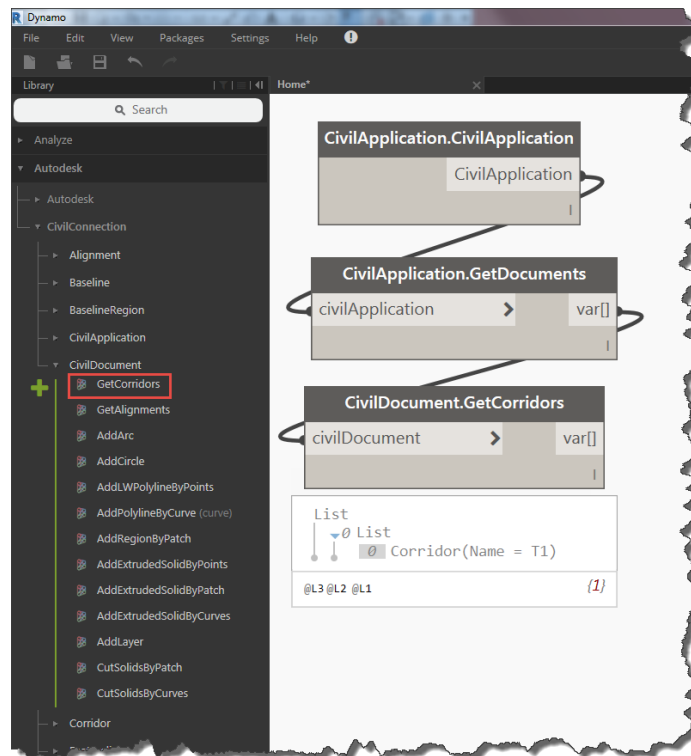 Dynamo
File Edit View Packages Settings Help
Library
Home*
Search
Analyze
Autodesk
Autodesk
CivilConnection
Alignment
Baseline
BaselineRegion
CivilApplication
CivilDocument
GetCorridors
GetAlignments
AddArc
AddCircle
AddLWPolylineByPoints
AddPolylineByCurve (curve)
AddRegionByPatch
AddExtrudedSolidByPoints
AddExtrudedSolidByPatch
AddExtrudedSolidByCurves
AddLayer
CutSolidsByPatch
CutSolidsByCurves
Corridor
CivilApplication.CivilApplication
CivilApplication
l
CivilApplication.GetDocuments
civilApplication > var[]
l
CivilDocument.GetCorridors
civilDocument > var[]
l
List
0 List
0 Corridor(Name = T1)
@L3 @L2 @L1 {1}